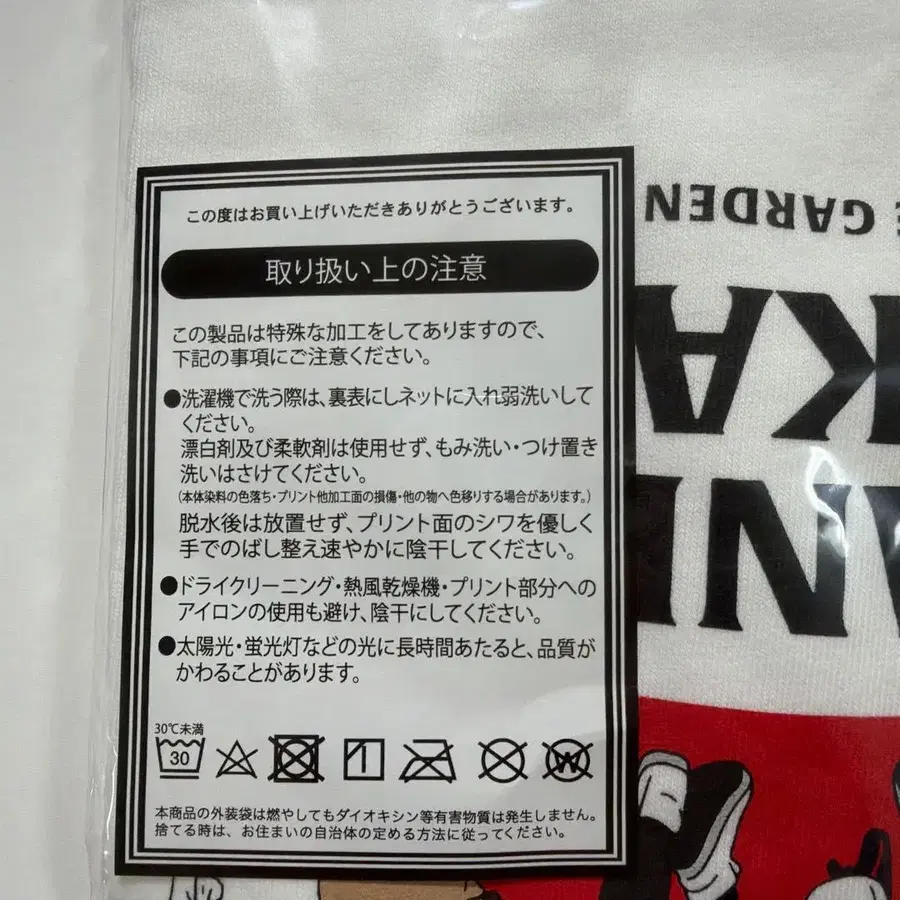 この度はお買い上げいただきありがとうございます。
取り扱い上の注意
この製品は特殊な加工をしてありますので、
下記の事項にご注意ください。
●洗濯機で洗う際は、裏表にしネットに入れ弱洗いして
ください。
漂白剤及び柔軟剤は使用せず、もみ洗い・つけ置き
洗いはさけてください。
(本体染料の色落ち・プリント他加工面の損傷・他の物へ色移りする場合があります。)
脱水後は放置せず、プリント面のシワを優しく
手でのばし整え速やかに陰干してください。
●ドライクリーニング・熱風乾燥機・プリント部分への
アイロンの使用も避け、陰干にしてください。
●太陽光・蛍光灯などの光に長時間あたると、品質が
かわることがあります。
30℃未満
30
W
本商品の外装袋は燃やしてもダイオキシン等有害物質は発生しません。
捨てる時は、お住まいの自治体の定める方法に従ってください。
GARDEN
KA